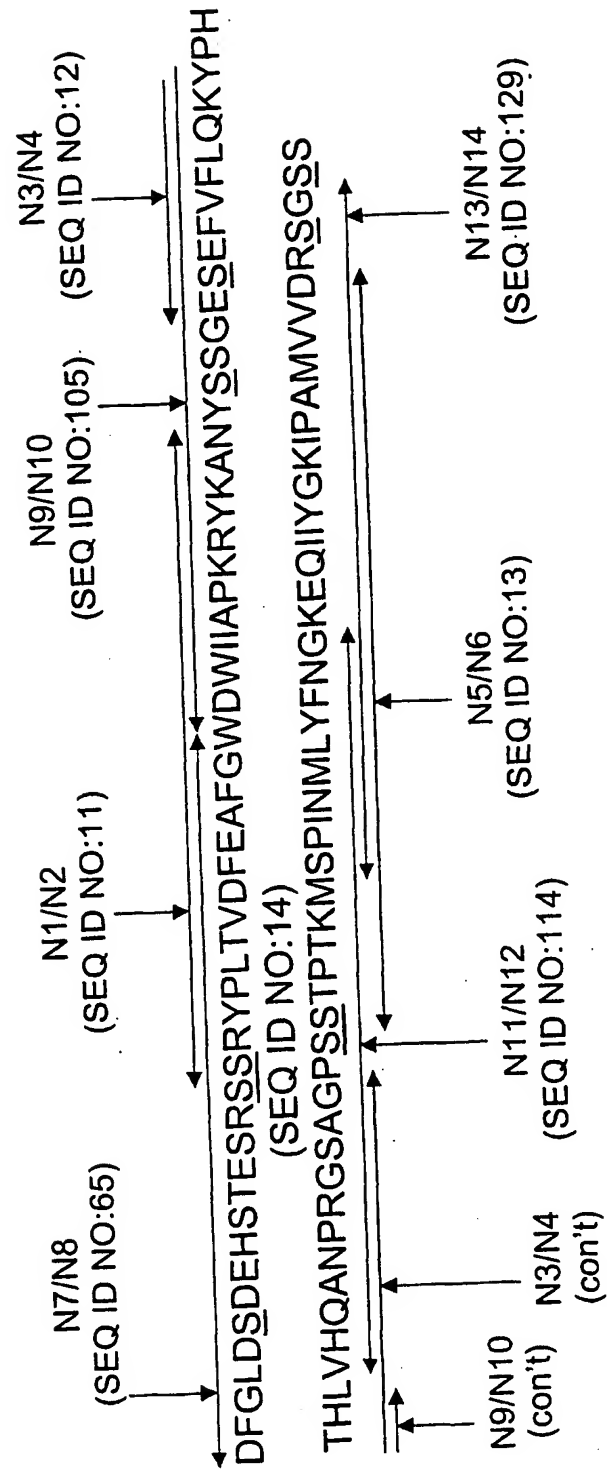 N7/N8
(SEQ ID NO:65)
N1/N2
(SEQ ID NO:11)
N9/N10
(SEQ ID NO:105)
N3/N4
(SEQ ID NO:12)
DFGLDSDEHSTESRSSRYPLTVDFEAFGWDWIIAPKRYKANYSSGESEFVFLQKYPH
(SEQ ID NO:14)
THLVHQANPRGSAGPSSTPTKMSPINMLYFNGKEQIIYGKIPAMVVDRSGSS
N9/N10
(con't)
N3/N4
(con't)
N11/N12
(SEQ ID NO:114)
N5/N6
(SEQ ID NO:13)
N13/N14
(SEQ ID NO:129)